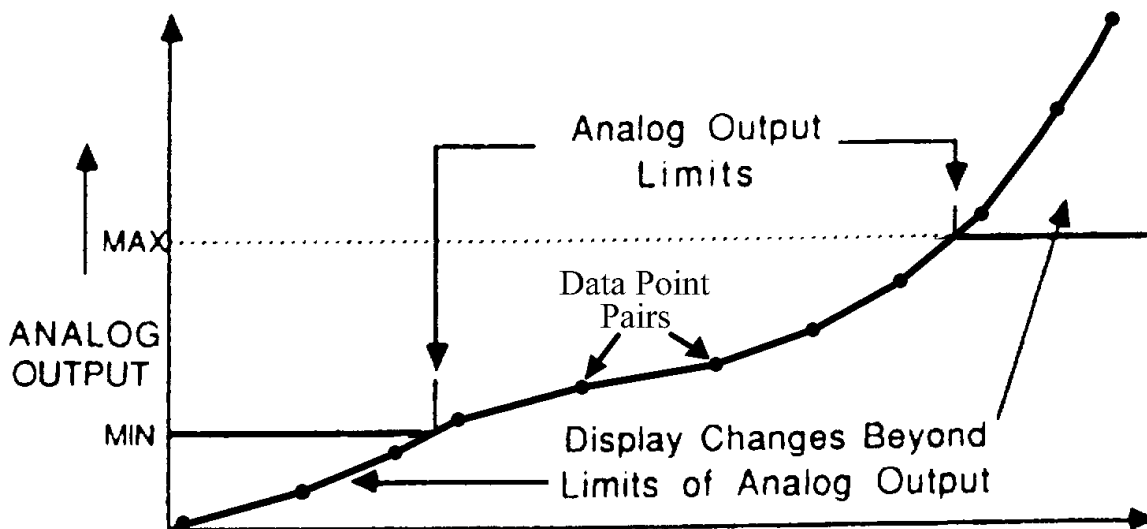 Analog Output
Limits
MAX
Data Point
Pairs
ANALOG
OUTPUT
MIN
Display Changes Beyond
Limits of Analog Output